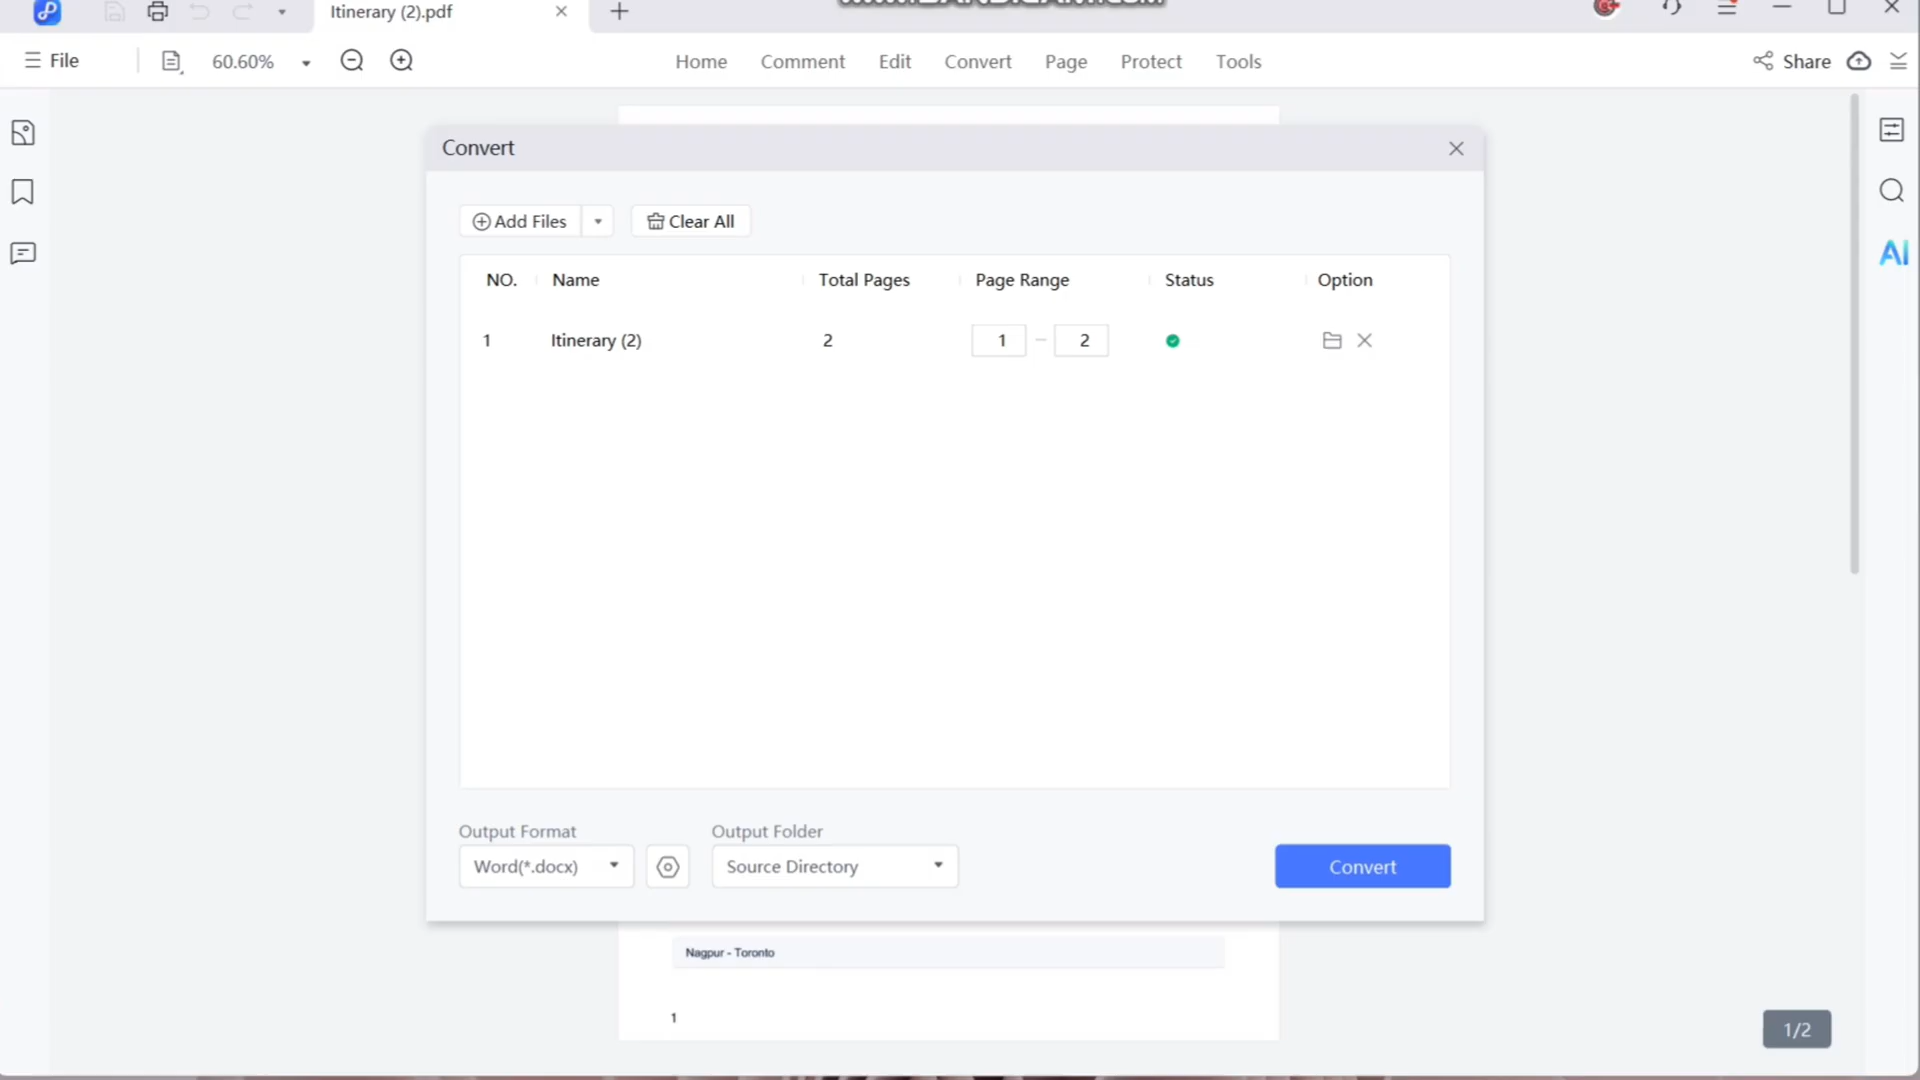 Itinerary (2).pdf
File
60.60%
Home Comment Edit Convert Page Protect Tools
Share
Convert
Add Files Clear All
NO. Name Total Pages Page Range Status Option
1 Itinerary (2) 2 1 – 2
AI
Output Format Output Folder
Word(*.docx) Source Directory Convert
Nagpur - Toronto
1
1/2